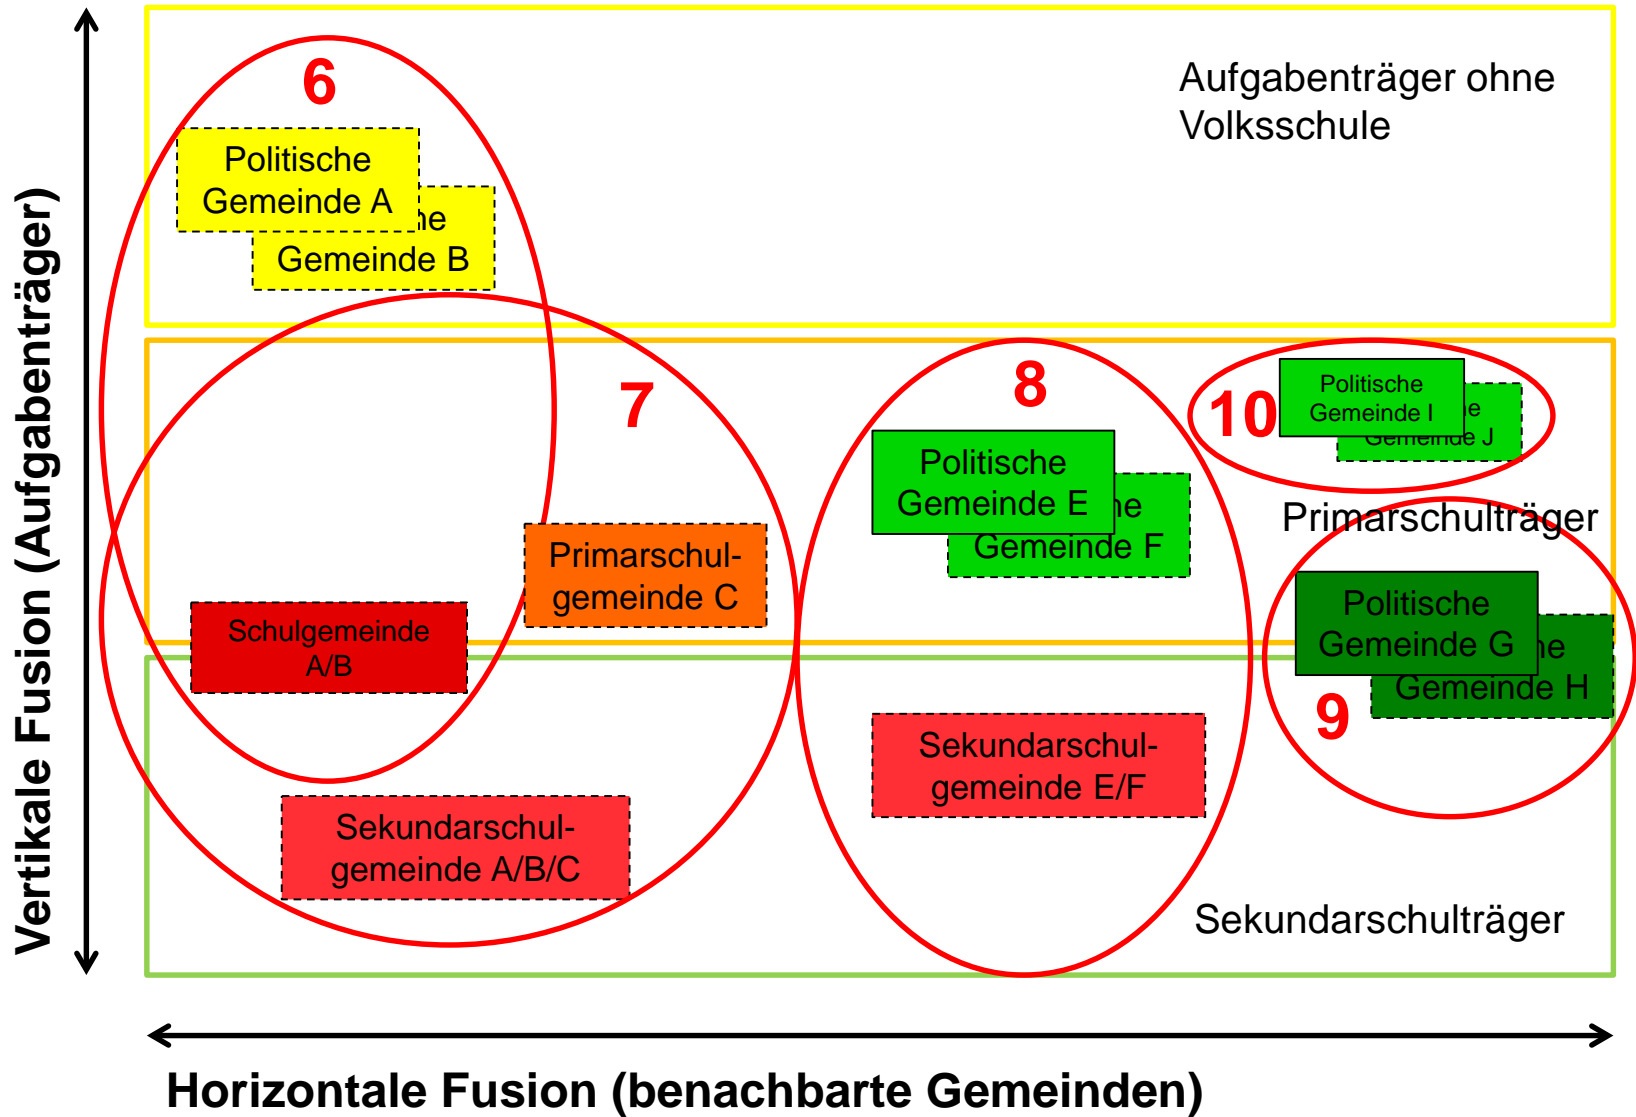 Vertikale Fusion (Aufgabenträger)
6
Aufgabenträger ohne
Volksschule
Politische
Gemeinde A
Gemeinde B
7
8
10
Politische
Gemeinde I
Gemeinde J
Politische
Gemeinde E
Gemeinde F
Primarschulträger
Primarschul-
gemeinde C
Schulgemeinde
A/B
Politische
Gemeinde G
Gemeinde H
9
Sekundarschul-
gemeinde E/F
Sekundarschul-
gemeinde A/B/C
Sekundarschulträger
Horizontale Fusion (benachbarte Gemeinden)